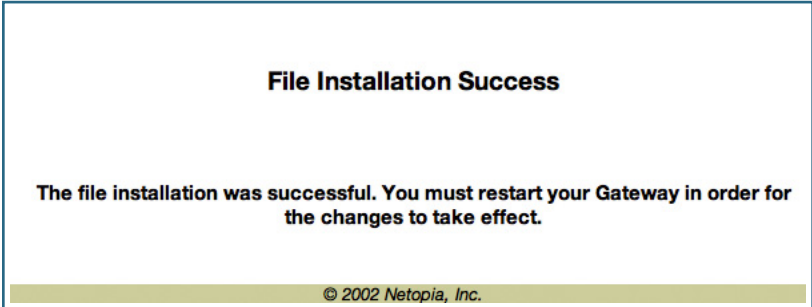 File Installation Success
The file installation was successful. You must restart your Gateway in order for
the changes to take effect.
© 2002 Netopia, Inc.